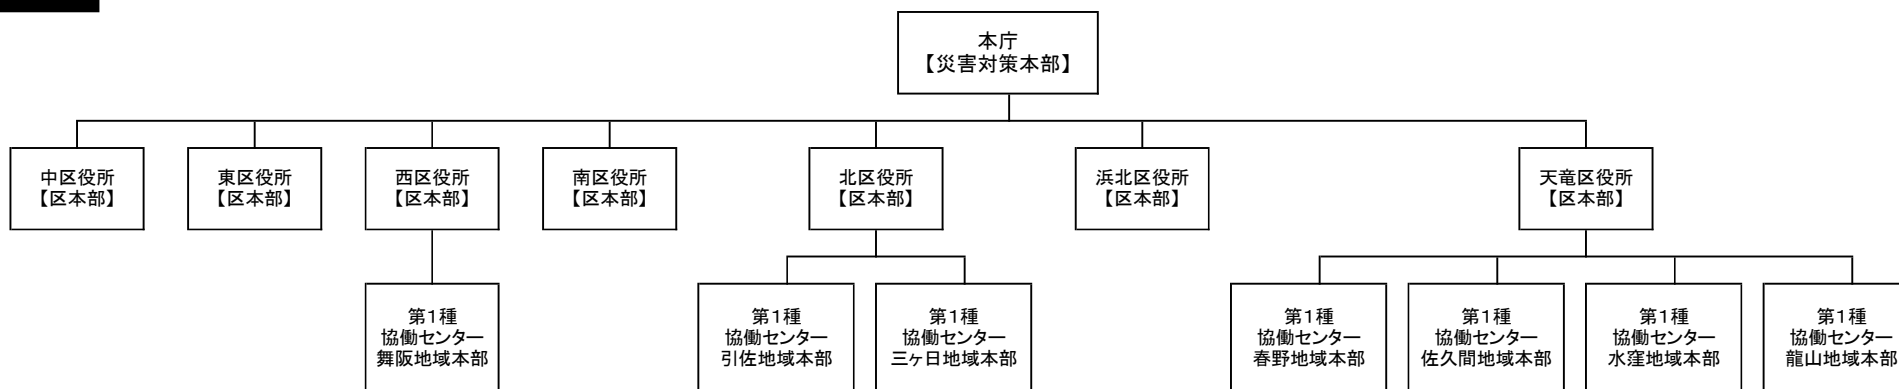 本庁
【災害対策本部】
中区役所
【区本部】
東区役所
【区本部】
西区役所
【区本部】
南区役所
【区本部】
北区役所
【区本部】
浜北区役所
【区本部】
天竜区役所
【区本部】
第1種
協働センター
舞阪地域本部
第1種
協働センター
引佐地域本部
第1種
協働センター
三ヶ日地域本部
第1種
協働センター
春野地域本部
第1種
協働センター
佐久間地域本部
第1種
協働センター
水窪地域本部
第1種
協働センター
龍山地域本部